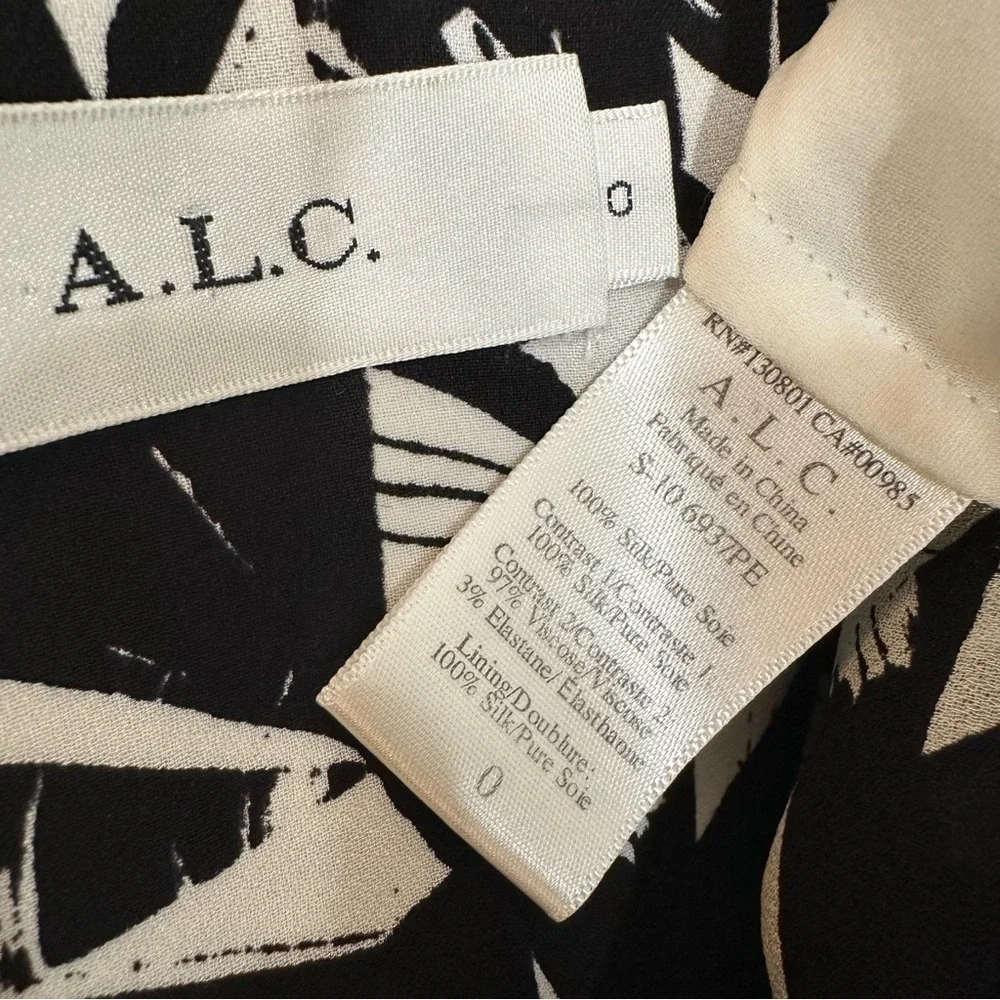 A.L.C.
0
RN#130801 CA#00985
A. L. C.
Made in China
Fabriqué en Chine
S-10 6937PE
100% Silk/Pure Soie
Contrast 1/Contraste 1
100% Silk/Pure Soie
Contrast 2/Contraste 2
97% Viscose/Viscose
3% Elastane/Elasthanne
Lining/Doublure:
100% Silk/Pure Soie
0